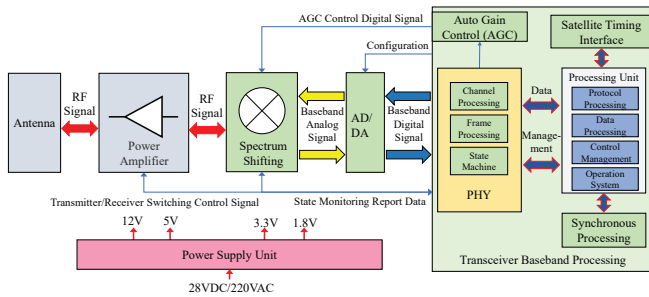 AGC Control Digital Signal
Auto Gain
Control (AGC)
Satellite Timing
Interface
Configuration
Antenna
RF
Signal
Power
Amplifier
RF
Signal
Spectrum
Shifting
Baseband
Analog
Signal
AD/
DA
Baseband
Digital
Signal
Channel
Processing
Frame
Processing
State
Machine
PHY
Data
Management
Processing Unit
Protocol
Processing
Data
Processing
Control
Management
Operation
System
Synchronous
Processing
Transceiver Baseband Processing
Transmitter/Receiver Switching Control Signal
State Monitoring Report Data
12V
5V
3.3V
1.8V
Power Supply Unit
28VDC/220VAC